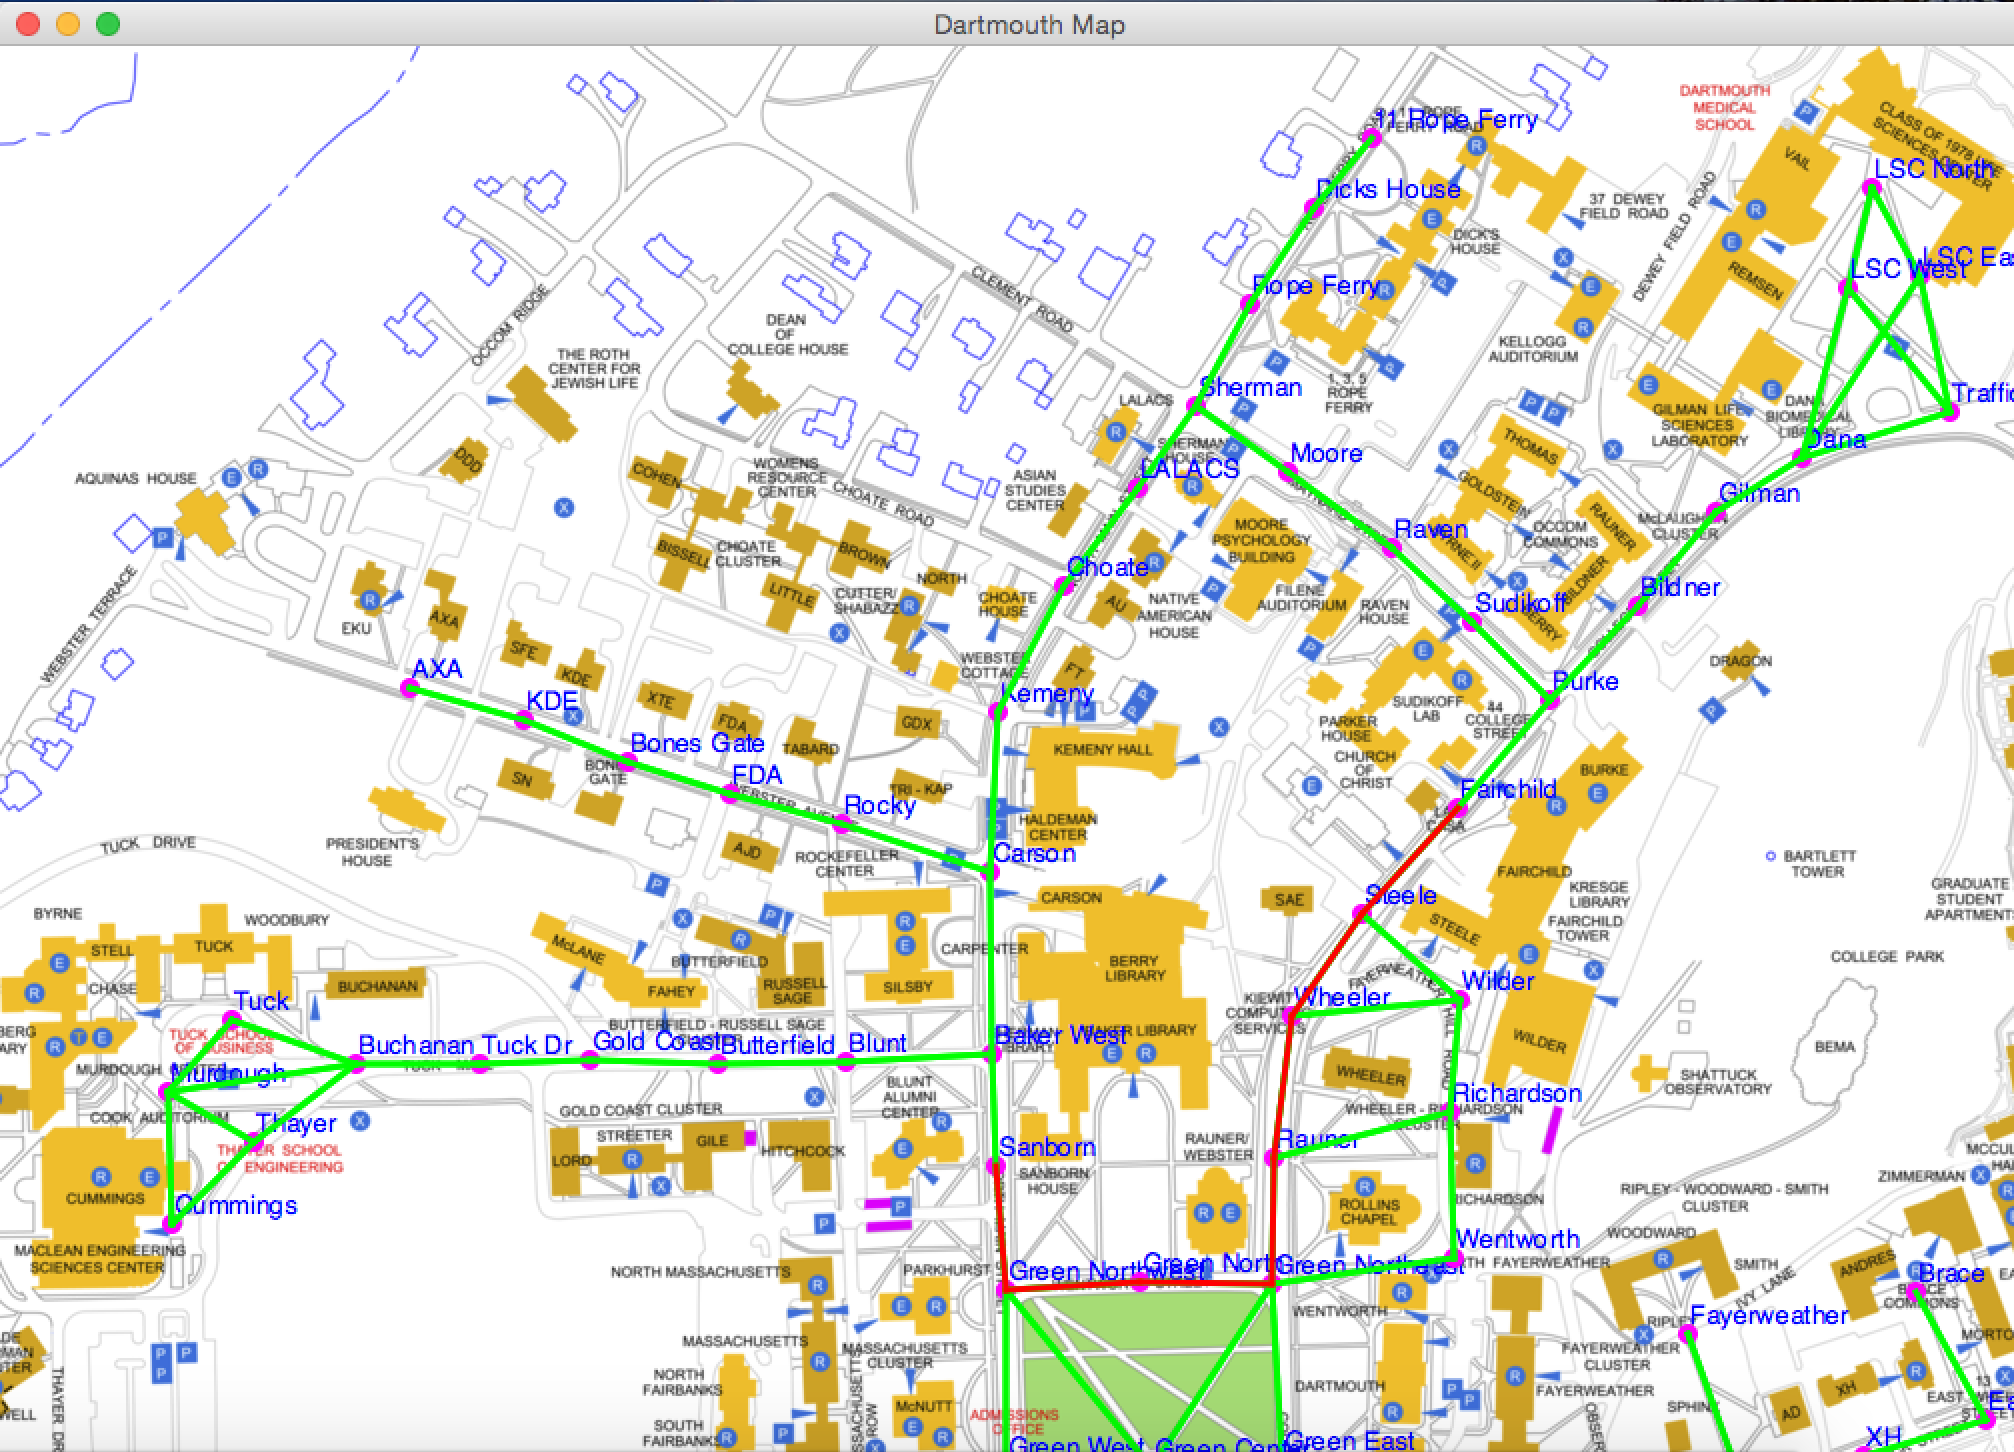 Dartmouth Map
DARTMOUTH
MEDICAL
SCHOOL
CLASS OF 1978 LIFE
SCIENCES CENTER
VAIL
11 Rope Ferry
LSC North
Dicks House
37 DEWEY
FIELD ROAD
DEWEY FIELD ROAD
DICK'S
HOUSE
LSC West
LSC Eas
REMSEN
Rope Ferry
CLEMENT ROAD
OCCOM RIDGE
DEAN
OF
COLLEGE HOUSE
THE ROTH
CENTER FOR
JEWISH LIFE
KELLOGG
AUDITORIUM
1, 3, 5
ROPE
FERRY
Sherman
LALACS
SHERMAN
HOUSE
GILMAN LIFE
SCIENCES
LABORATORY
DANA
BIOMEDICAL
Traffic
Dana
THOMAS
GOLDSTEIN
Moore
LALACS
AQUINAS HOUSE
DDD
COHEN
WOMENS
RESOURCE
CENTER
CHOATE ROAD
ASIAN
STUDIES
CENTER
Gilman
RAUNER
McLAUGHLIN
CLUSTER
OCCOM
COMMONS
Raven
MOORE
PSYCHOLOGY
BUILDING
BISSELL
CHOATE
CLUSTER
BROWN
LITTLE
NORTH
CUTTER/
SHABAZZ
CHOATE
HOUSE
Choate
AU
NATIVE
AMERICAN
HOUSE
FILENE
AUDITORIUM
RAVEN
HOUSE
Sudikoff
BILDNER
BERRY
Bildner
WEBSTER TERRACE
EKU
AXA
SFE
KDE
WEBSTER
COTTAGE
FT
DRAGON
SUDIKOFF
LAB
44
COLLEGE
STREET
Burke
AXA
KDE
XTE
FDA
TABARD
GDX
Kemeny
KEMENY HALL
PARKER
HOUSE
CHURCH
OF
CHRIST
BURKE
Bones Gate
BONES
GATE
SN
FDA
WEBSTER AVENUE
Rocky
TRI - KAP
HALDEMAN
CENTER
Fairchild
LA
CASA
PRESIDENT'S
HOUSE
TUCK DRIVE
AJD
ROCKEFELLER
CENTER
Carson
CARSON
SAE
Steele
STEELE
FAIRCHILD
KRESGE
LIBRARY
FAIRCHILD
TOWER
BARTLETT
TOWER
GRADUATE
STUDENT
APARTMENTS
BYRNE
WOODBURY
STELL
TUCK
McLANE
BUTTERFIELD
FAHEY
RUSSELL
SAGE
CARPENTER
SILSBY
BERRY
LIBRARY
COLLEGE PARK
CHASE
BUCHANAN
FAYERWEATHER HALL ROAD
Wilder
WILDER
KIEWIT
COMPUTER
SERVICES
Wheeler
Tuck
TUCK SCHOOL
OF BUSINESS
BUTTERFIELD - RUSSELL SAGE
CLUSTER
BAKER LIBRARY
Baker West
LIBRARY
BEMA
SHATTUCK
OBSERVATORY
Buchanan
Tuck Dr
Gold Coast
Butterfield
Blunt
TUCK MALL
MURDOUGH
Murdough
WHEELER
Richardson
WHEELER - RICHARDSON
CLUSTER
COOK AUDITORIUM
Thayer
THAYER SCHOOL
OF ENGINEERING
GOLD COAST CLUSTER
BLUNT
ALUMNI
CENTER
STREETER
GILE
LORD
HITCHCOCK
Sanborn
SANBORN
HOUSE
RAUNER/
WEBSTER
Rauner
CUMMINGS
Cummings
ROLLINS
CHAPEL
RICHARDSON
RIPLEY - WOODWARD - SMITH
CLUSTER
ZIMMERMAN
MACLEAN ENGINEERING
SCIENCES CENTER
NORTH MASSACHUSETTS
PARKHURST
Green Northwest
Green North
Green Northeast
Wentworth
WOODWARD
SMITH
ANDRES
Brace
IVY LANE
WENTWORTH
RIPLEY
Fayerweather
MASSACHUSETTS
MASSACHUSETTS
CLUSTER
FAYERWEATHER
CLUSTER
NORTH
FAIRBANKS
SOUTH
FAIRBANKS
McNUTT
ADMISSIONS
OFFICE
DARTMOUTH
FAYERWEATHER
SPHINX
AD
XH
THAYER DR
Green West
Green Center
Green East
XH